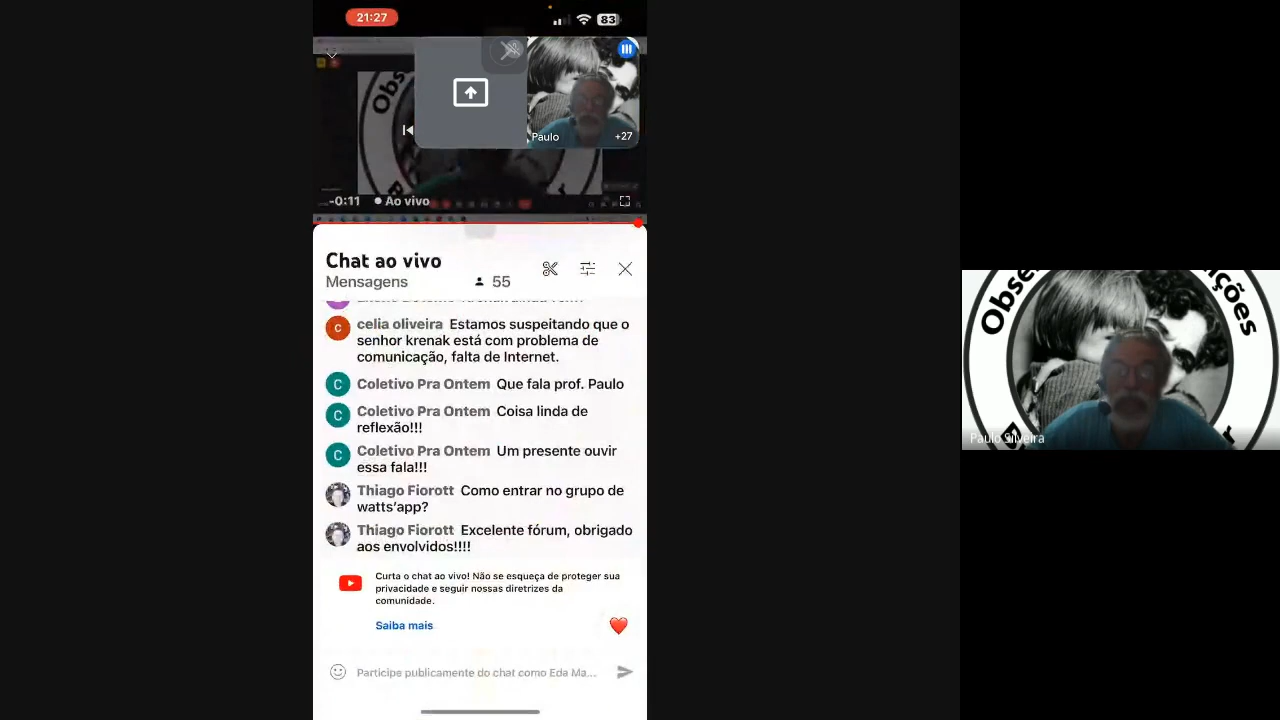 21:27
83
Obs
Paulo
+27
-0:11
Ao vivo
Chat ao vivo
Mensagens
55
celia oliveira Estamos suspeitando que o
senhor krenak está com problema de
comunicação, falta de Internet.
Coletivo Pra Ontem Que fala prof. Paulo
Coletivo Pra Ontem Coisa linda de
reflexão!!!
Coletivo Pra Ontem Um presente ouvir
essa fala!!!
Thiago Fiorott Como entrar no grupo de
watts'app?
Thiago Fiorott Excelente fórum, obrigado
aos envolvidos!!!!
Curta o chat ao vivo! Não se esqueça de proteger sua
privacidade e seguir nossas diretrizes da
comunidade.
Saiba mais
Participe publicamente do chat como Eda Ma...
Obse
ições
Paulo Silveira